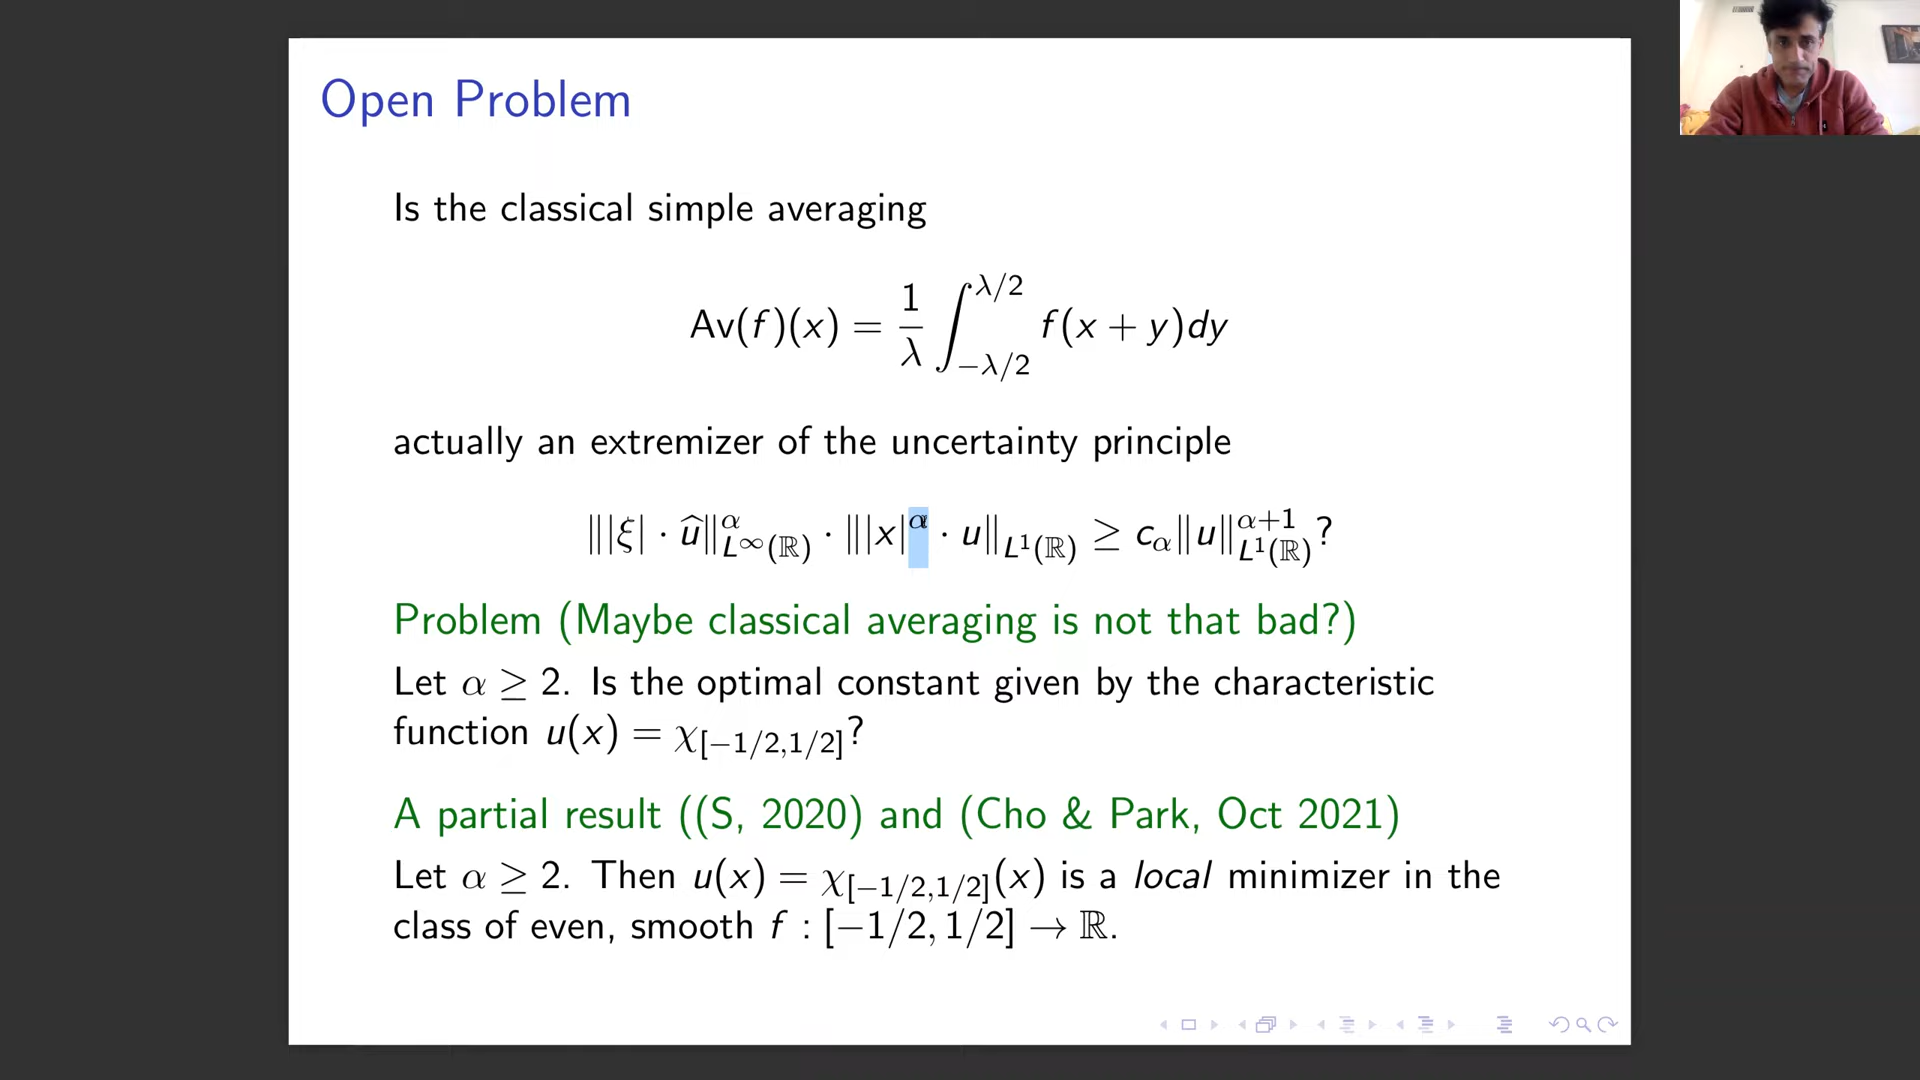 Open Problem
Is the classical simple averaging
Av(f)(x) = \frac{1}{λ} \int_{-λ/2}^{λ/2} f(x + y)dy
actually an extremizer of the uncertainty principle
‖|ξ| · \widehat{u}‖^{α}_{L^∞(ℝ)} · ‖|x|^{α} · u‖_{L^1(ℝ)} ≥ c_α‖u‖^{α+1}_{L^1(ℝ)}?
Problem (Maybe classical averaging is not that bad?)
Let α ≥ 2. Is the optimal constant given by the characteristic
function u(x) = χ_{[−1/2,1/2]}?
A partial result ((S, 2020) and (Cho & Park, Oct 2021)
Let α ≥ 2. Then u(x) = χ_{[−1/2,1/2]}(x) is a local minimizer in the
class of even, smooth f : [−1/2, 1/2] → ℝ.